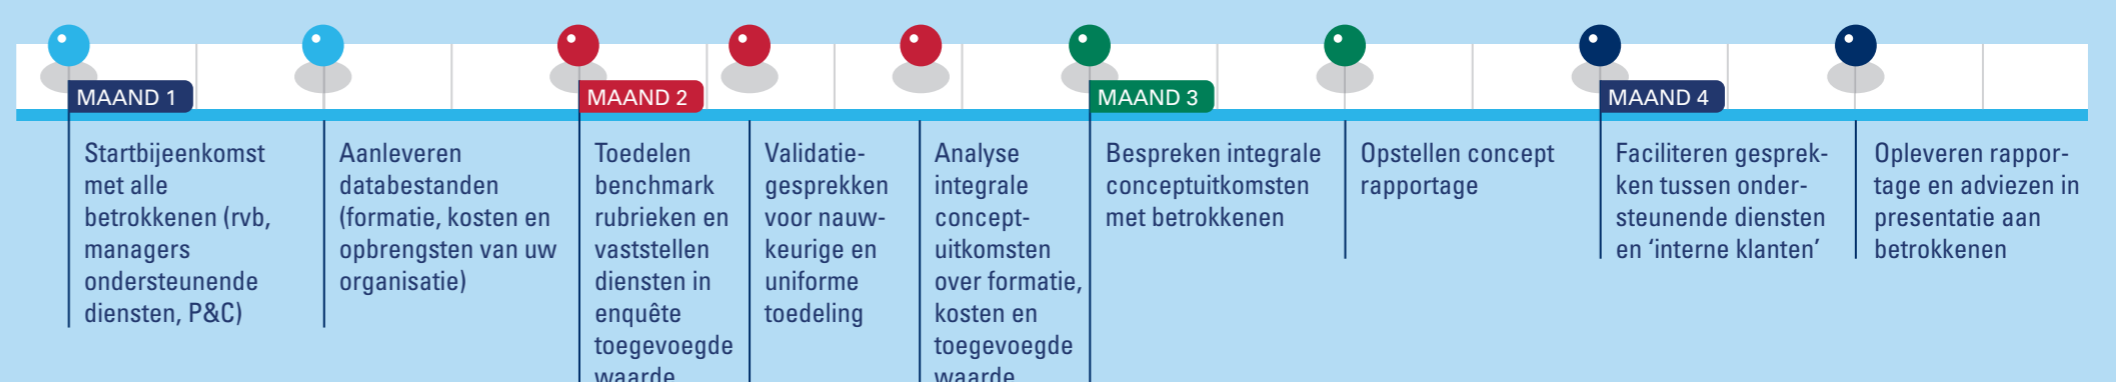 MAAND 1
Startbijeenkomst
met alle
betrokkenen (rvb,
managers
ondersteunende
diensten, P&C)
Aanleveren
databestanden
(formatie, kosten en
opbrengsten van uw
organisatie)
MAAND 2
Toedelen
benchmark
rubrieken en
vaststellen
diensten in
enquête
toegevoegde
waarde
Validatie-
gesprekken
voor nauw-
keurige en
uniforme
toedeling
Analyse
integrale
concept-
uitkomsten
over formatie,
kosten en
toegevoegde
waarde
MAAND 3
Bespreken integrale
conceptuitkomsten
met betrokkenen
Opstellen concept
rapportage
MAAND 4
Faciliteren gesprek-
ken tussen onder-
steunende diensten
en ‘interne klanten’
Opleveren rappor-
tage en adviezen in
presentatie aan
betrokkenen